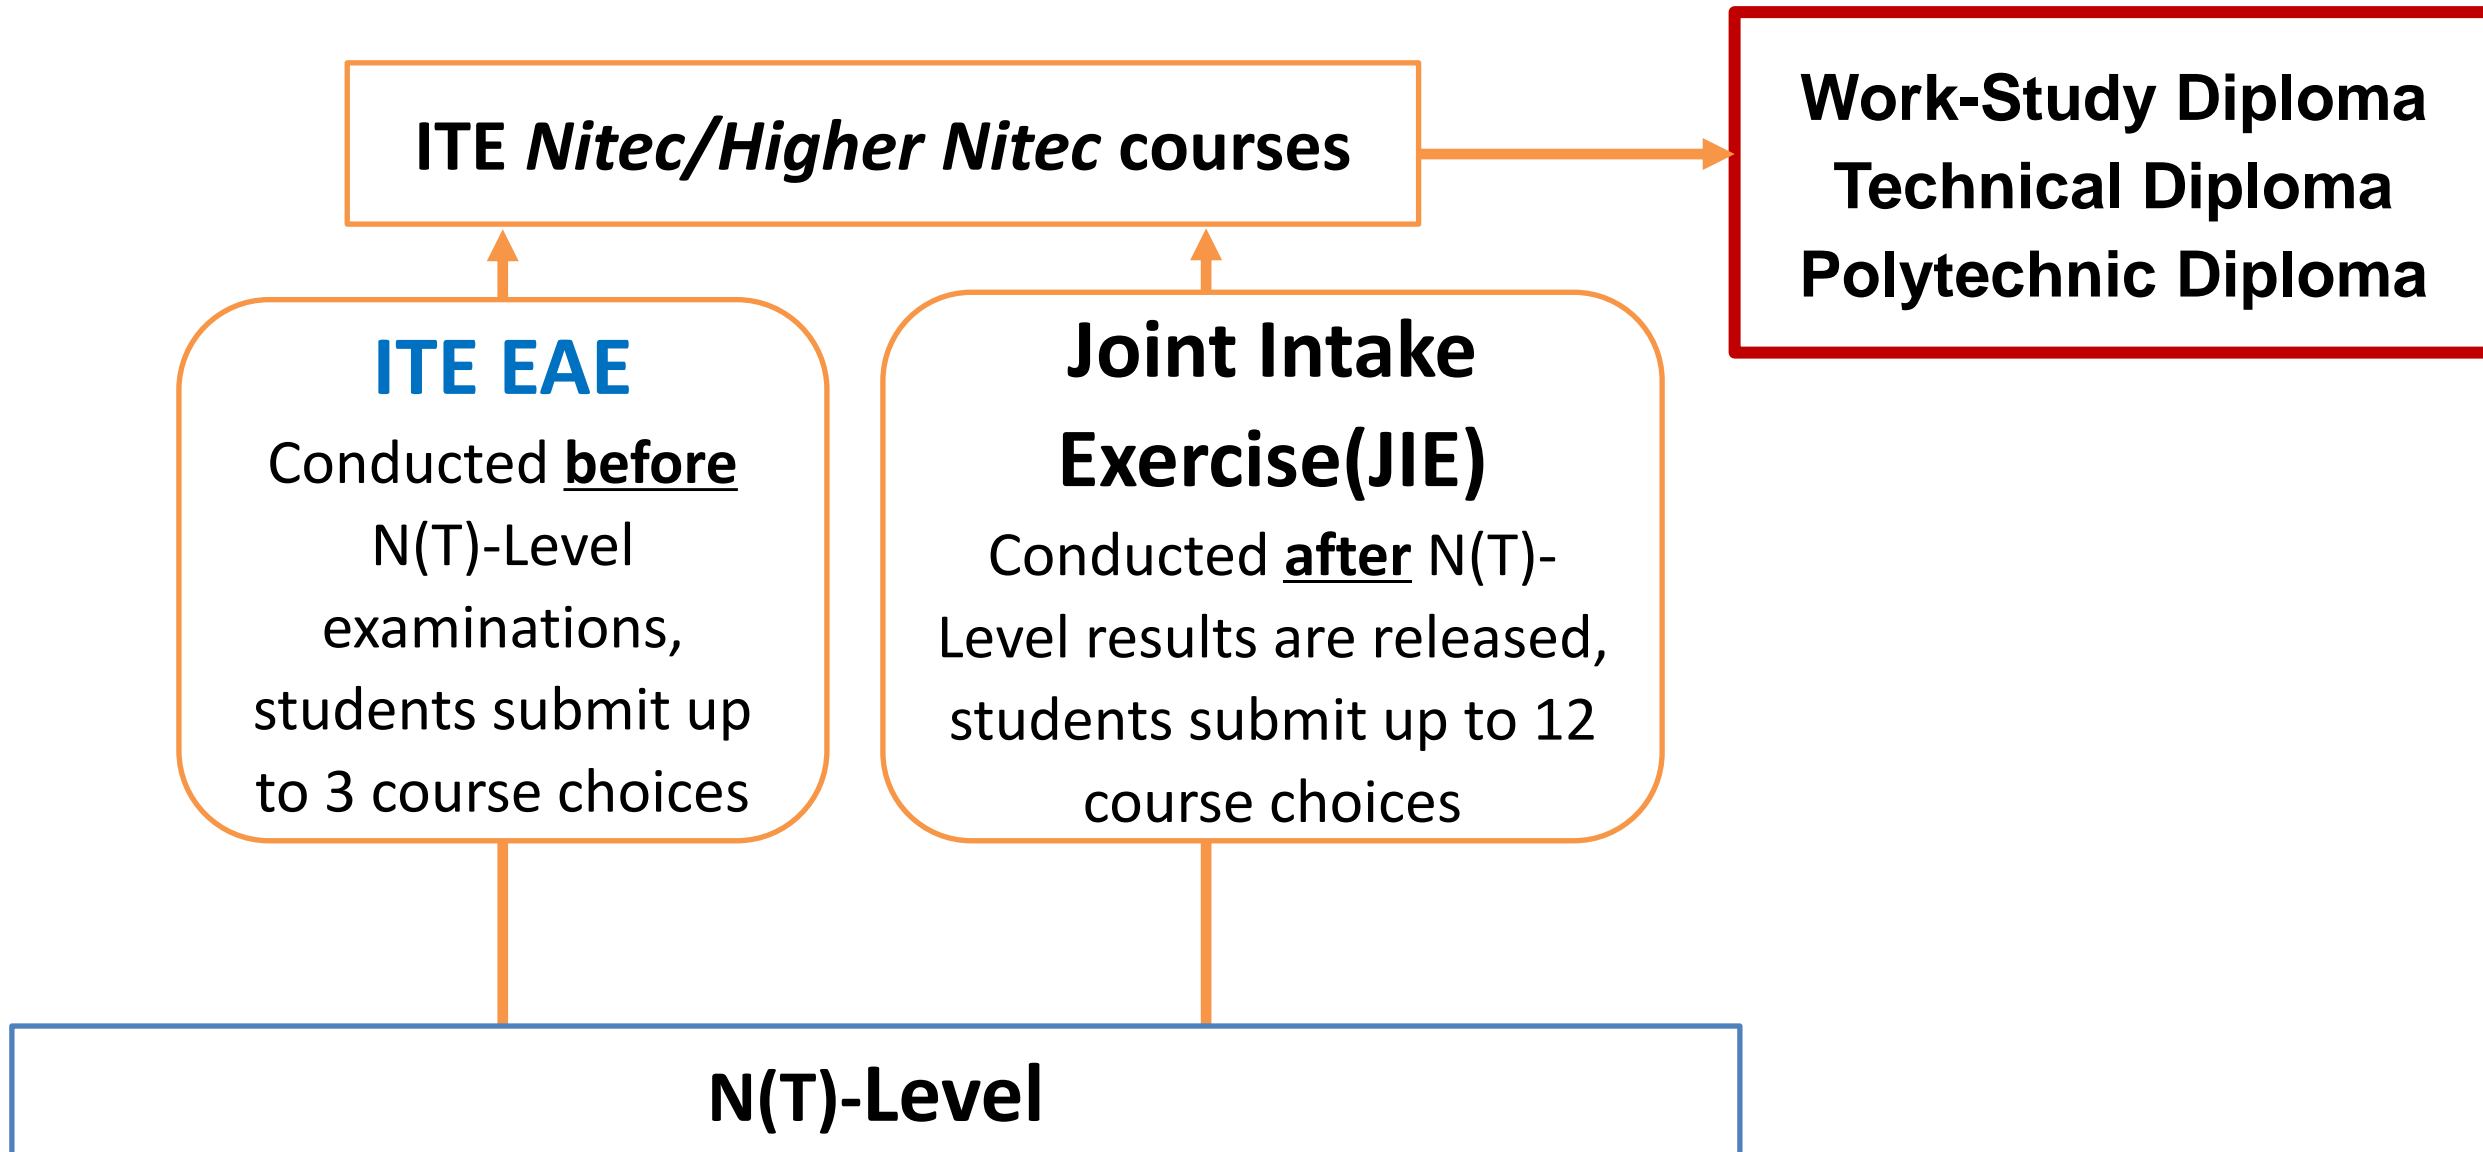 ITE Nitec/Higher Nitec courses
Work-Study Diploma
Technical Diploma
Polytechnic Diploma
ITE EAE
Conducted before
N(T)-Level
examinations,
students submit up
to 3 course choices
Joint Intake
Exercise(JIE)
Conducted after N(T)-
Level results are released,
students submit up to 12
course choices
N(T)-Level